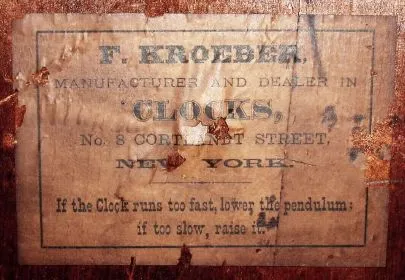 F. KROEBER,
MANUFACTURER AND DEALER IN
CLOCKS,
No. 8 CORTLANDT STREET,
NEW YORK.
If the Clock runs too fast, lower the pendulum:
if too slow, raise it.